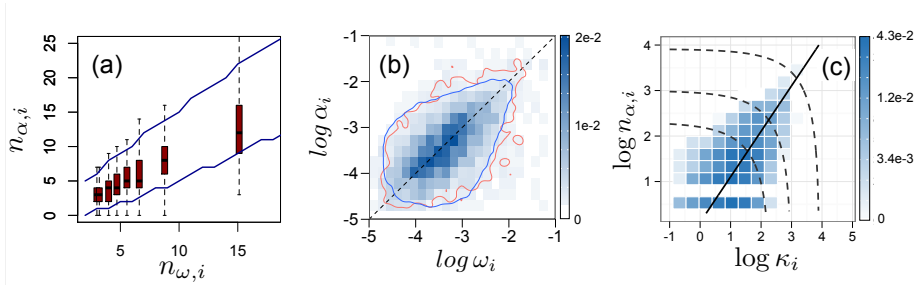 (a)
25
20
15
10
5
0
n_{α,i}
5
10
15
n_{ω,i}
(b)
-1
-2
-3
-4
-5
log α_i
-5
-4
-3
-2
-1
log ω_i
2e-2
1e-2
0
(c)
4
3
2
1
log n_{α,i}
-1
0
1
2
3
4
5
log κ_i
4.3e-2
1.2e-2
3.4e-3
0